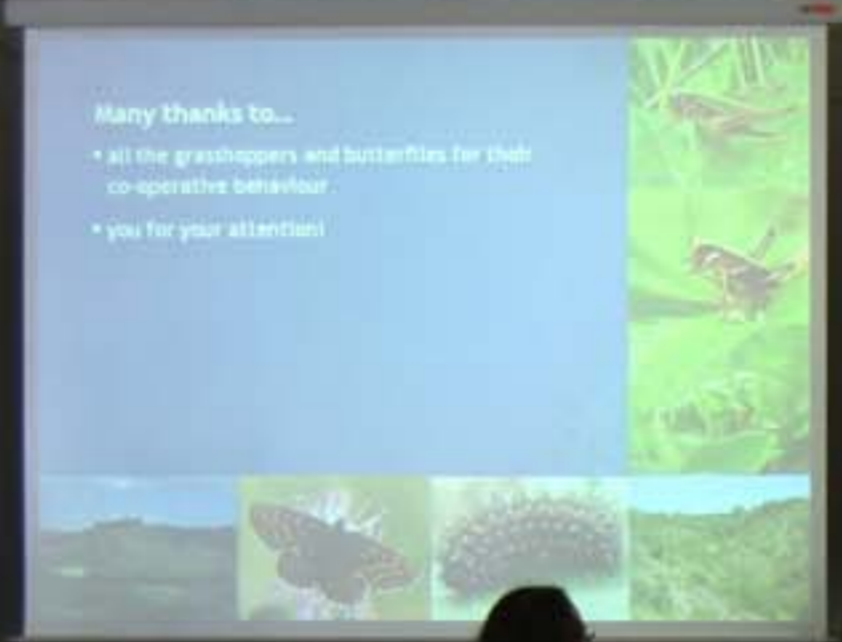 Many thanks to...
• all the grasshoppers and butterflies for their
co-operative behaviour
• you for your attention!